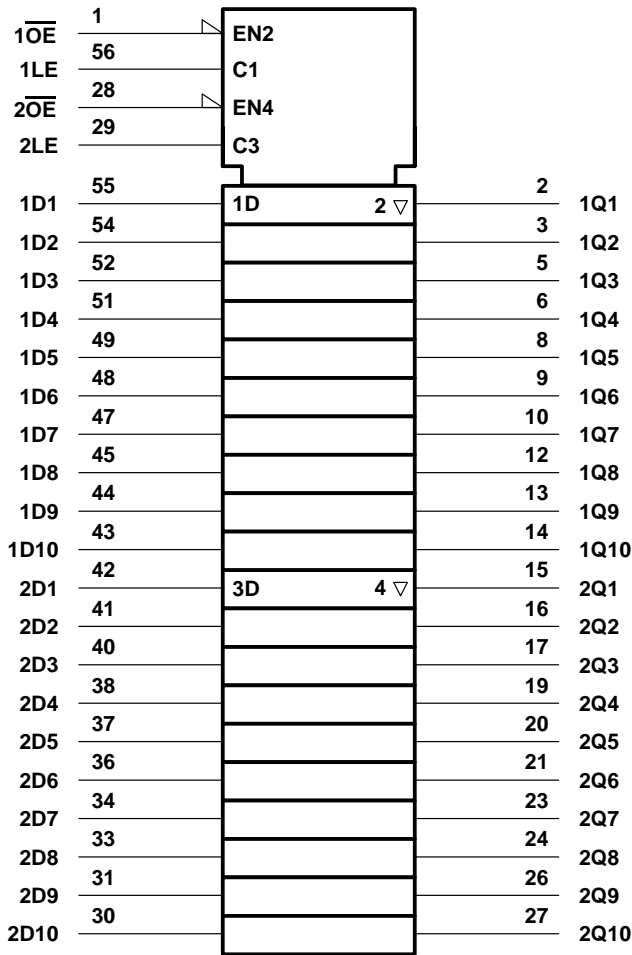 1O̅E̅ 1 EN2
1LE 56 C1
2O̅E̅ 28 EN4
2LE 29 C3
1D1 55 1D 2 ▽ 2 1Q1
1D2 54 3 1Q2
1D3 52 5 1Q3
1D4 51 6 1Q4
1D5 49 8 1Q5
1D6 48 9 1Q6
1D7 47 10 1Q7
1D8 45 12 1Q8
1D9 44 13 1Q9
1D10 43 14 1Q10
2D1 42 3D 4 ▽ 15 2Q1
2D2 41 16 2Q2
2D3 40 17 2Q3
2D4 38 19 2Q4
2D5 37 20 2Q5
2D6 36 21 2Q6
2D7 34 23 2Q7
2D8 33 24 2Q8
2D9 31 26 2Q9
2D10 30 27 2Q10